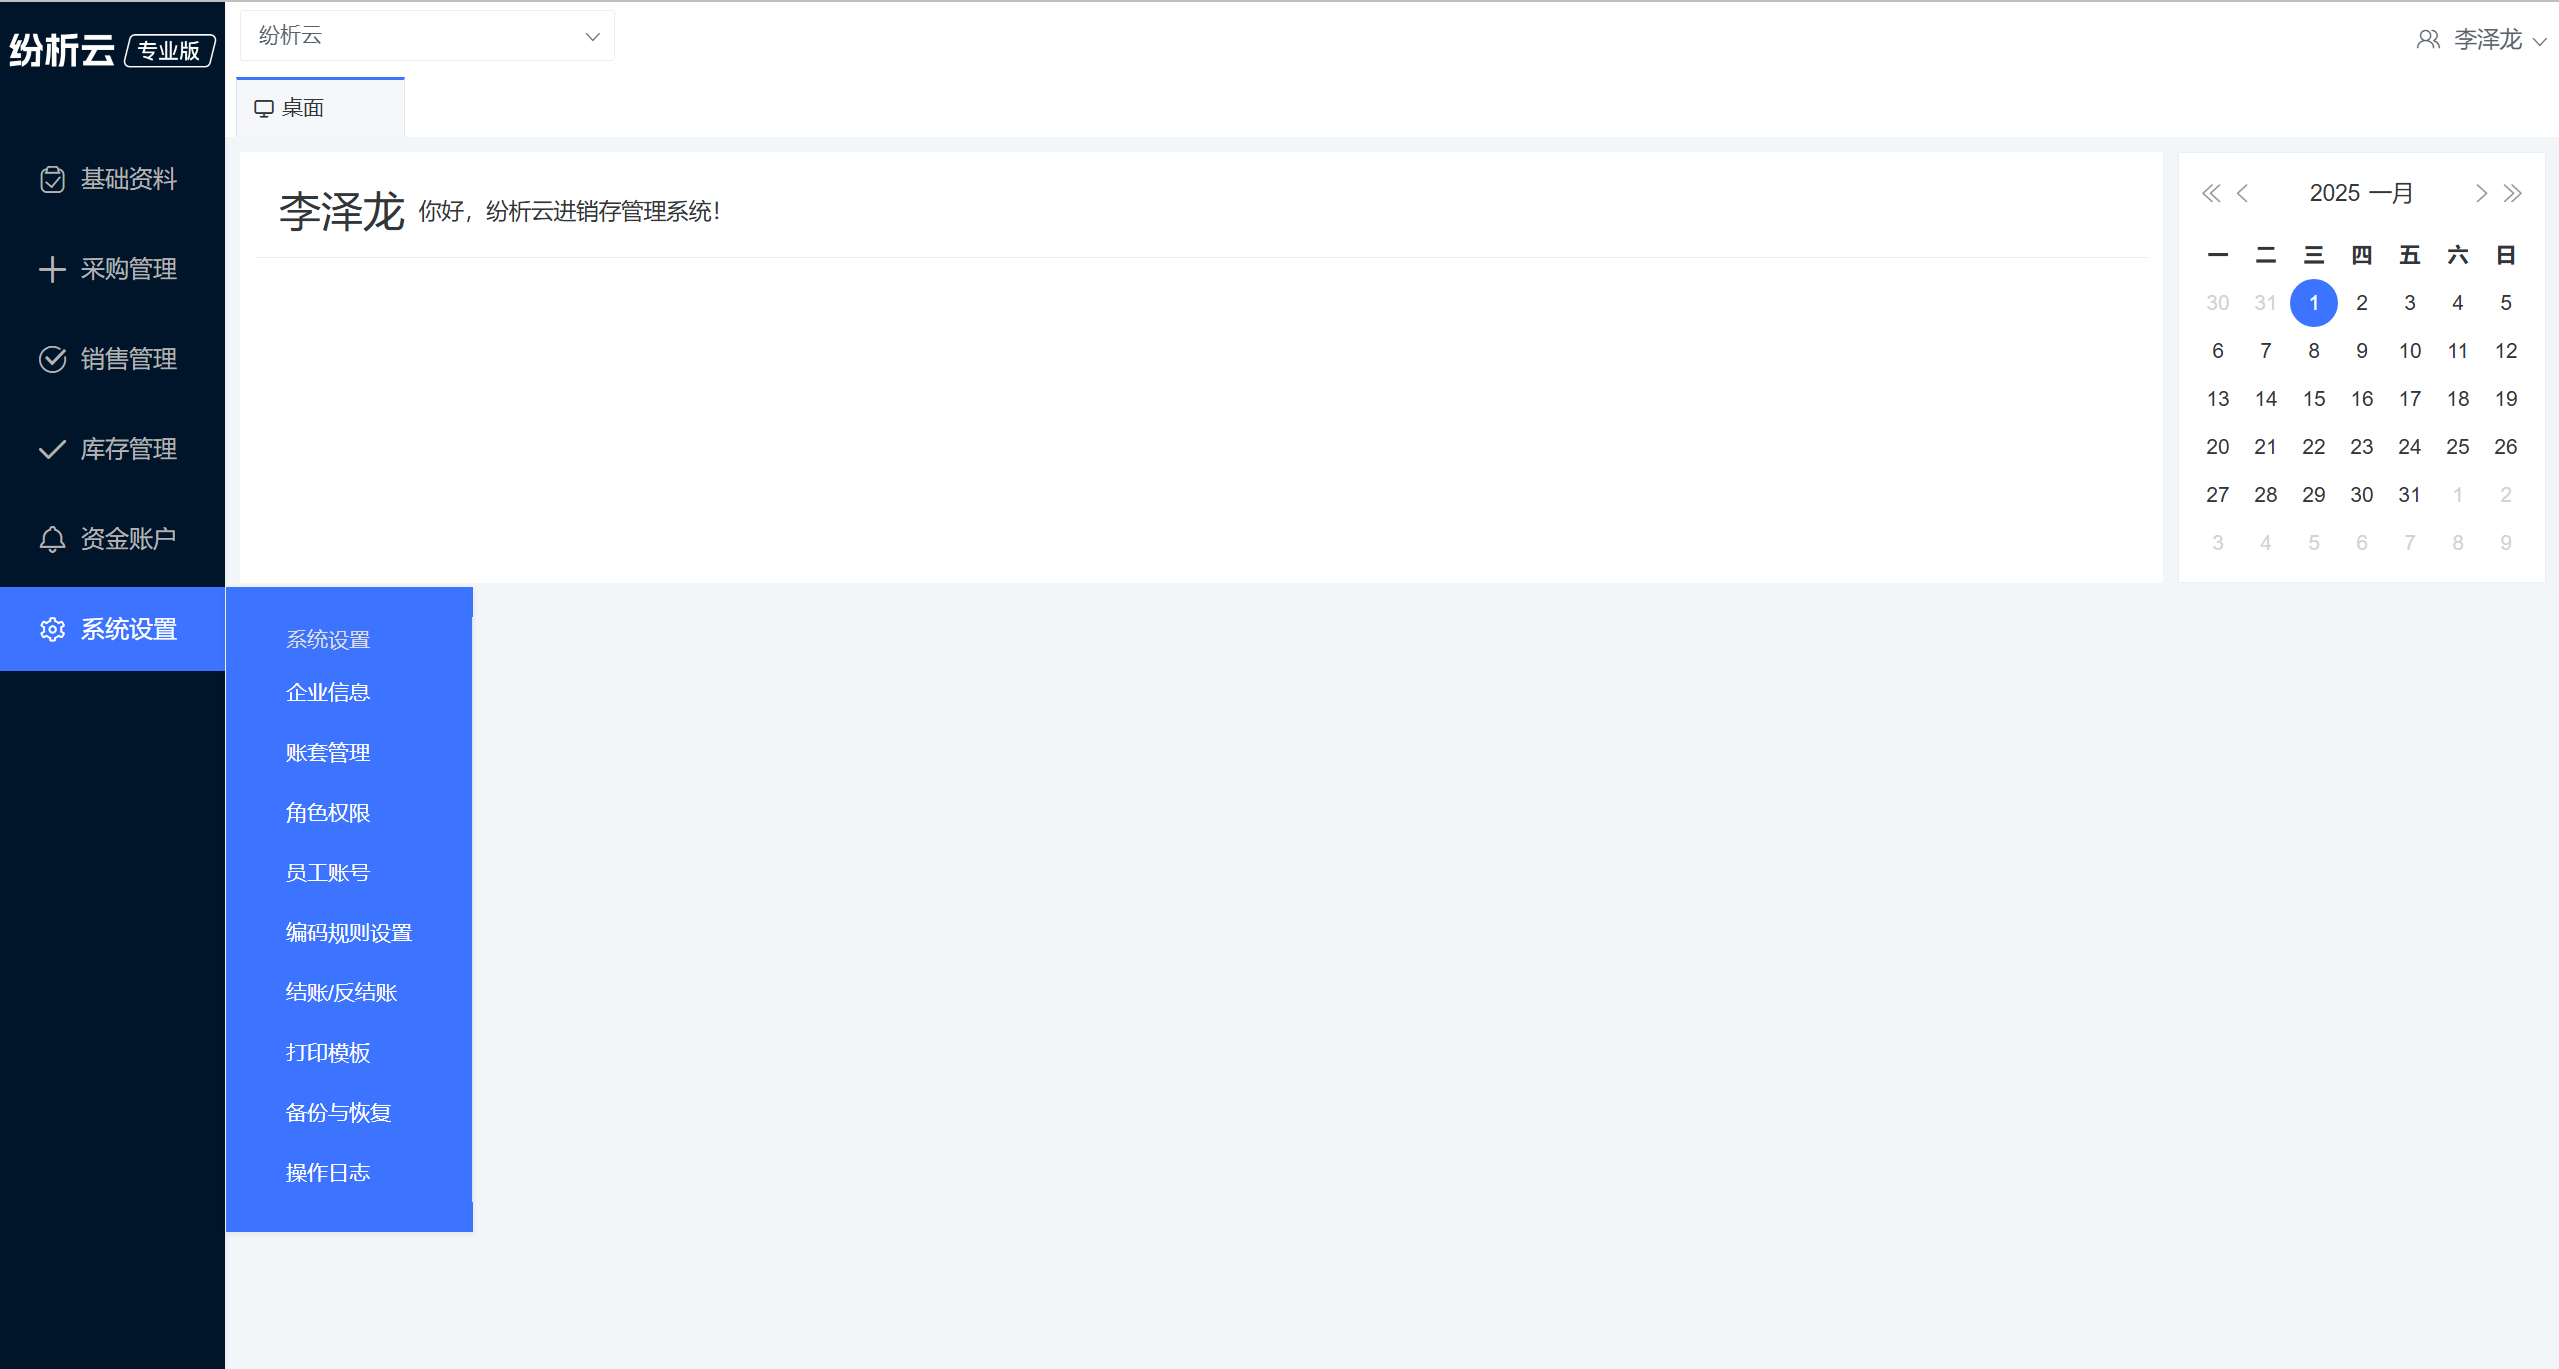 纷析云 专业版
基础资料
采购管理
销售管理
库存管理
资金账户
系统设置
纷析云
李泽龙
桌面
李泽龙 你好，纷析云进销存管理系统！
2025 一月
一 二 三 四 五 六 日
30 31 1 2 3 4 5
6 7 8 9 10 11 12
13 14 15 16 17 18 19
20 21 22 23 24 25 26
27 28 29 30 31 1 2
3 4 5 6 7 8 9
系统设置
企业信息
账套管理
角色权限
员工账号
编码规则设置
结账/反结账
打印模板
备份与恢复
操作日志